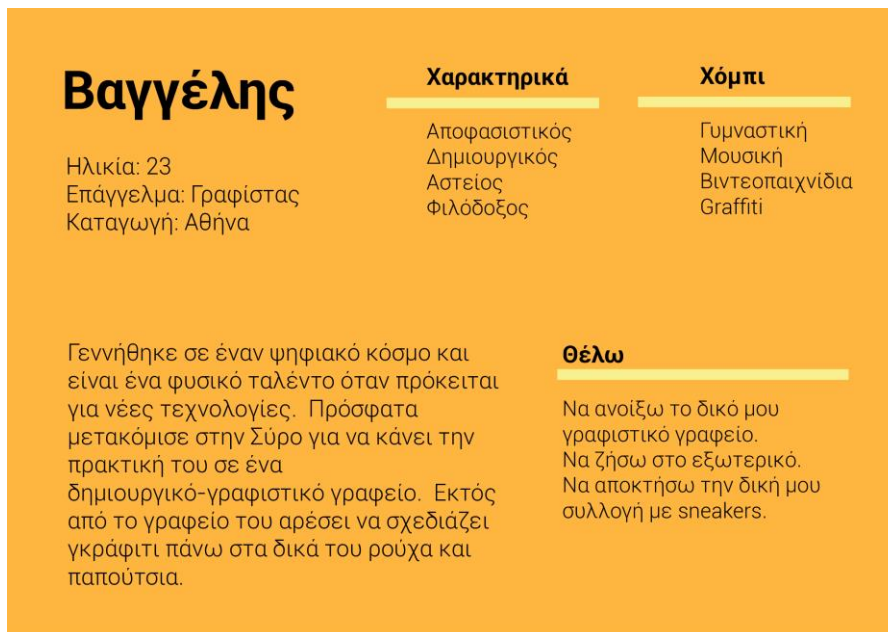 Βαγγέλης
Ηλικία: 23
Επάγγελμα: Γραφίστας
Καταγωγή: Αθήνα
Χαρακτηρικά
Αποφασιστικός
Δημιουργικός
Αστείος
Φιλόδοξος
Χόμπι
Γυμναστική
Μουσική
Βιντεοπαιχνίδια
Graffiti
Γεννήθηκε σε έναν ψηφιακό κόσμο και
είναι ένα φυσικό ταλέντο όταν πρόκειται
για νέες τεχνολογίες. Πρόσφατα
μετακόμισε στην Σύρο για να κάνει την
πρακτική του σε ένα
δημιουργικό-γραφιστικό γραφείο. Εκτός
από το γραφείο του αρέσει να σχεδιάζει
γκράφιτι πάνω στα δικά του ρούχα και
παπούτσια.
Θέλω
Να ανοίξω το δικό μου
γραφιστικό γραφείο.
Να ζήσω στο εξωτερικό.
Να αποκτήσω την δική μου
συλλογή με sneakers.